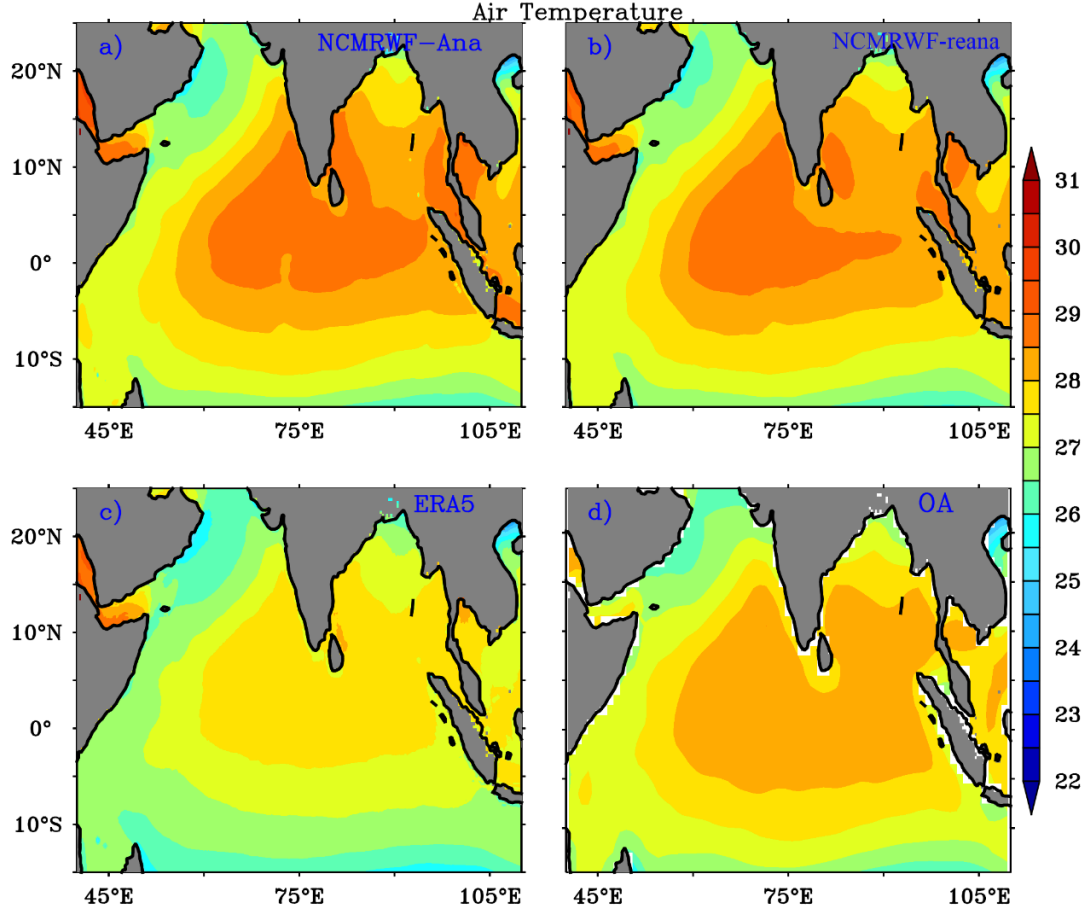 Air Temperature
a) NCMRWF-Ana
b) NCMRWF-reana
20°N
10°N
0°
10°S
45°E 75°E 105°E
45°E 75°E 105°E
31
30
29
28
27
26
25
24
23
22
c) ERA5
d) OA
20°N
10°N
0°
10°S
45°E 75°E 105°E
45°E 75°E 105°E